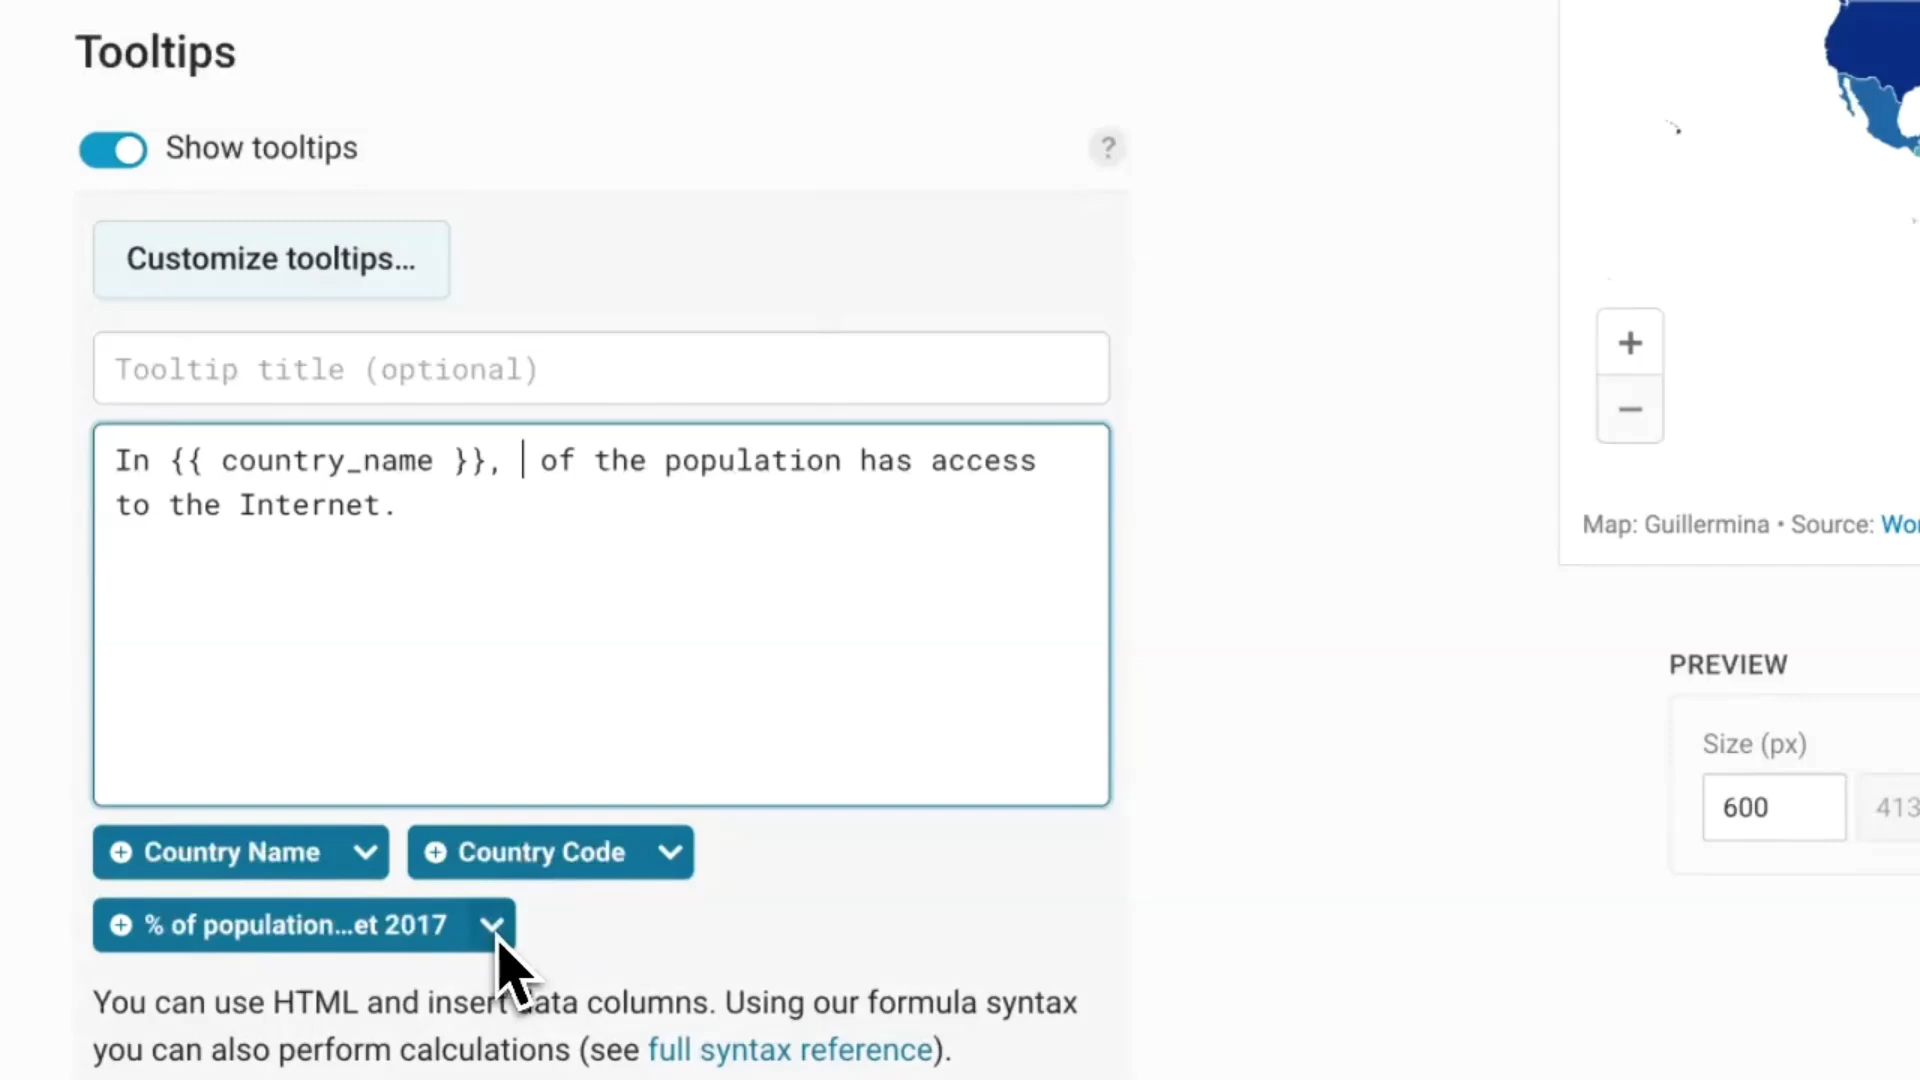 Tooltips
Show tooltips
?
Customize tooltips...
Tooltip title (optional)
In {{ country_name }}, of the population has access
to the Internet.
Country Name
Country Code
% of population...et 2017
You can use HTML and insert data columns. Using our formula syntax
you can also perform calculations (see full syntax reference).
+
−
Map: Guillermina • Source:
PREVIEW
Size (px)
600
413